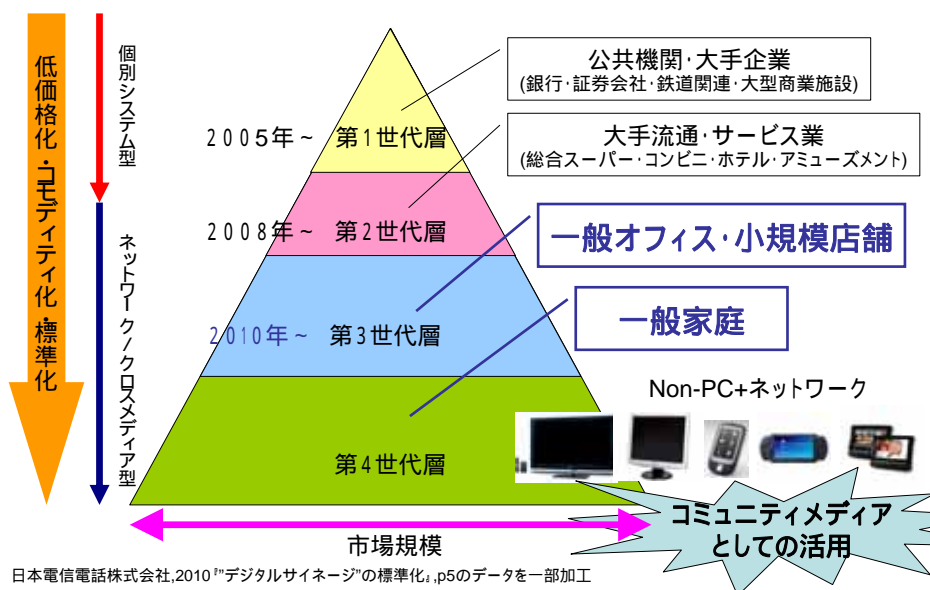 低価格化・コモディティ化・標準化
個別システム型
ネットワーク/クロスメディア型
公共機関・大手企業
(銀行・証券会社・鉄道関連・大型商業施設)
2005年~ 第1世代層
大手流通・サービス業
(総合スーパー・コンビニ・ホテル・アミューズメント)
2008年~ 第2世代層
一般オフィス・小規模店舗
一般家庭
2010年~ 第3世代層
Non-PC+ネットワーク
第4世代層
コミュニティメディア
としての活用
市場規模
日本電信電話株式会社,2010『"デジタルサイネージ"の標準化』,p5のデータを一部加工